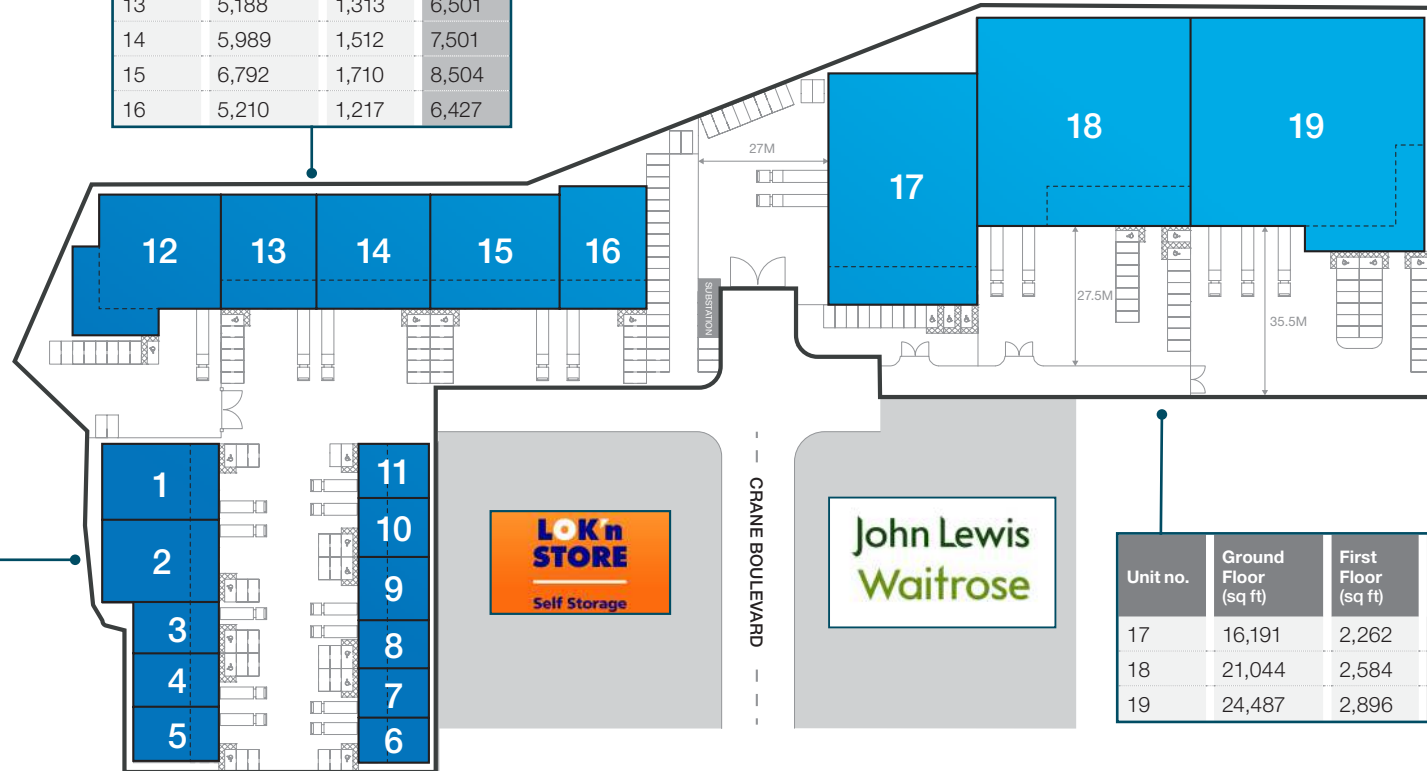 13 5,188 1,313 6,501
14 5,989 1,512 7,501
15 6,792 1,710 8,504
16 5,210 1,217 6,427
27M
12
13
14
15
16
17
18
19
SUBSTATION
27.5M
35.5M
1
2
3
4
5
11
10
9
8
7
6
LOK'n
STORE
Self Storage
CRANE BOULEVARD
John Lewis
Waitrose
Unit no. Ground Floor (sq ft) First Floor (sq ft)
17 16,191 2,262
18 21,044 2,584
19 24,487 2,896